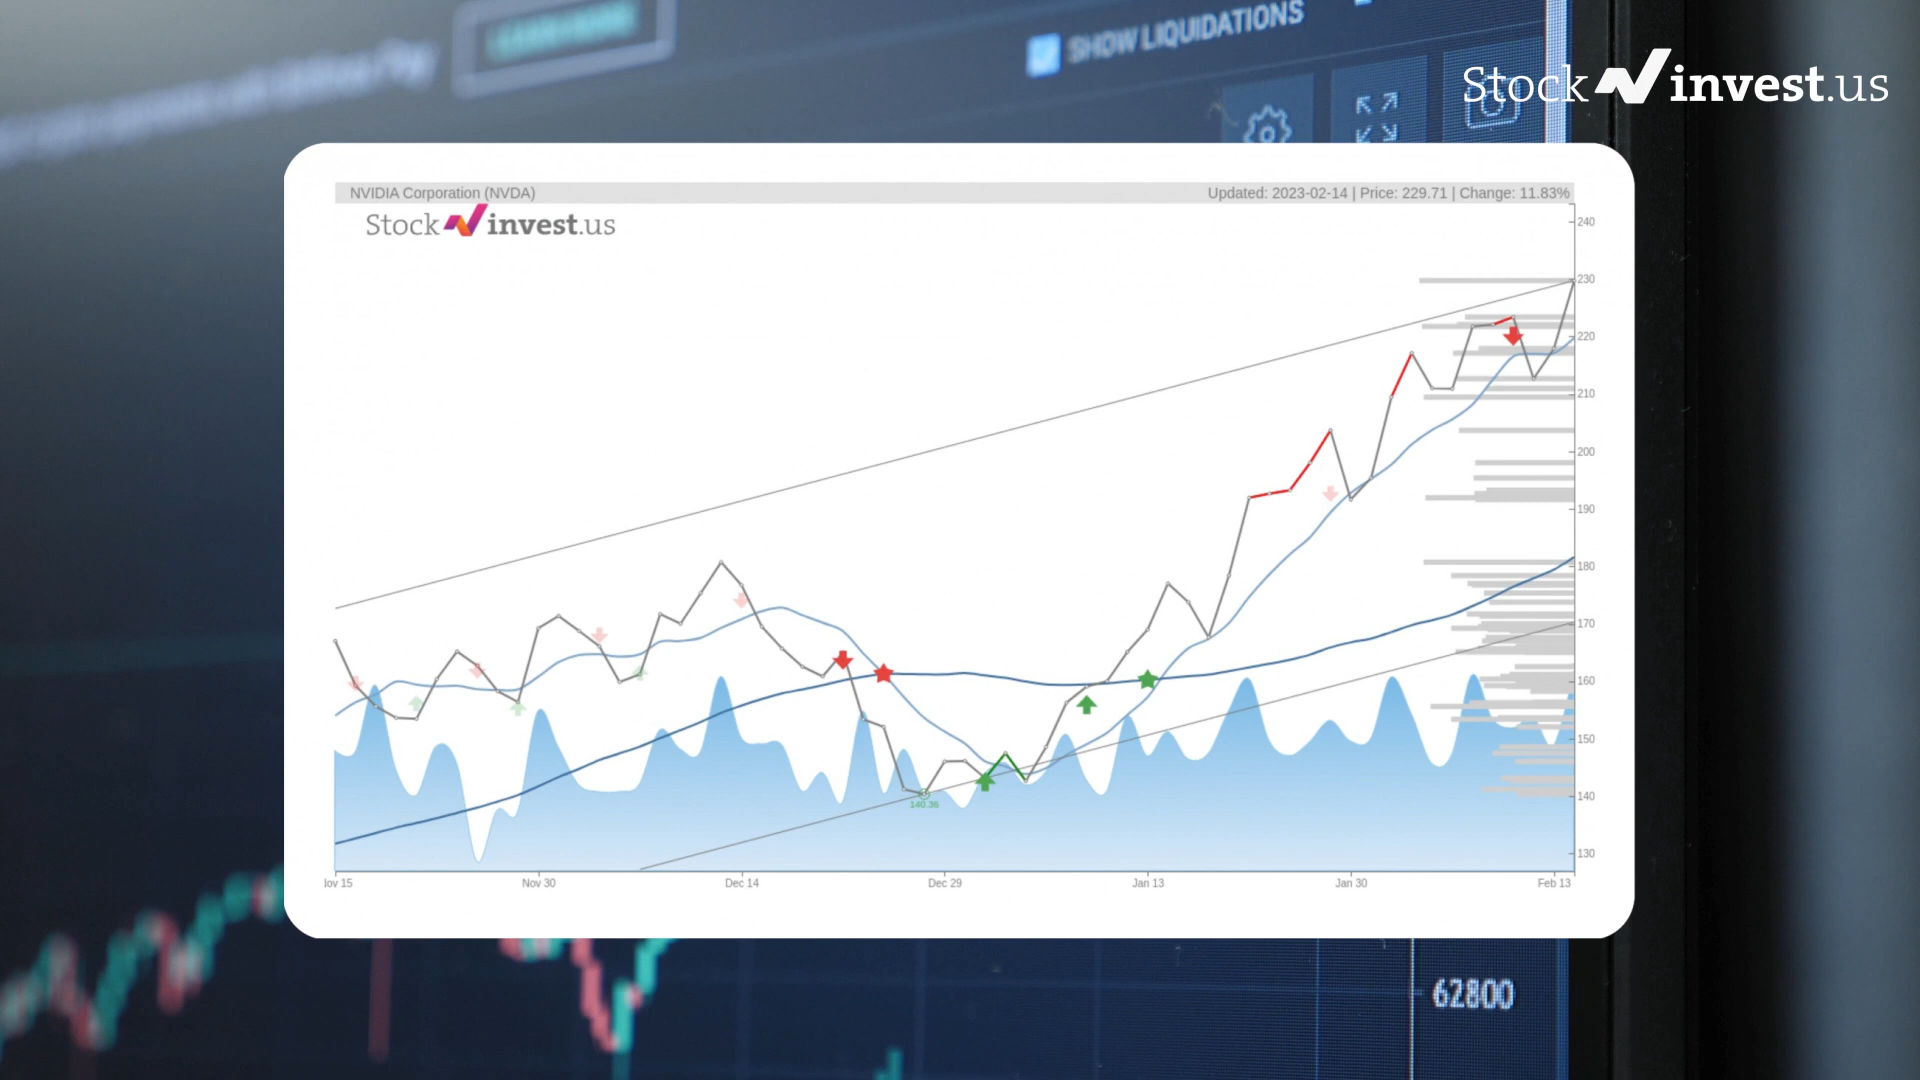 SHOW LIQUIDATIONS
Stock invest.us
NVIDIA Corporation (NVDA)
Updated: 2023-02-14 | Price: 229.71 | Change: 11.83%
Stock invest.us
240
230
220
210
200
190
180
170
160
150
140
130
140.36
lov 15
Nov 30
Dec 14
Dec 29
Jan 13
Jan 30
Feb 13
62800